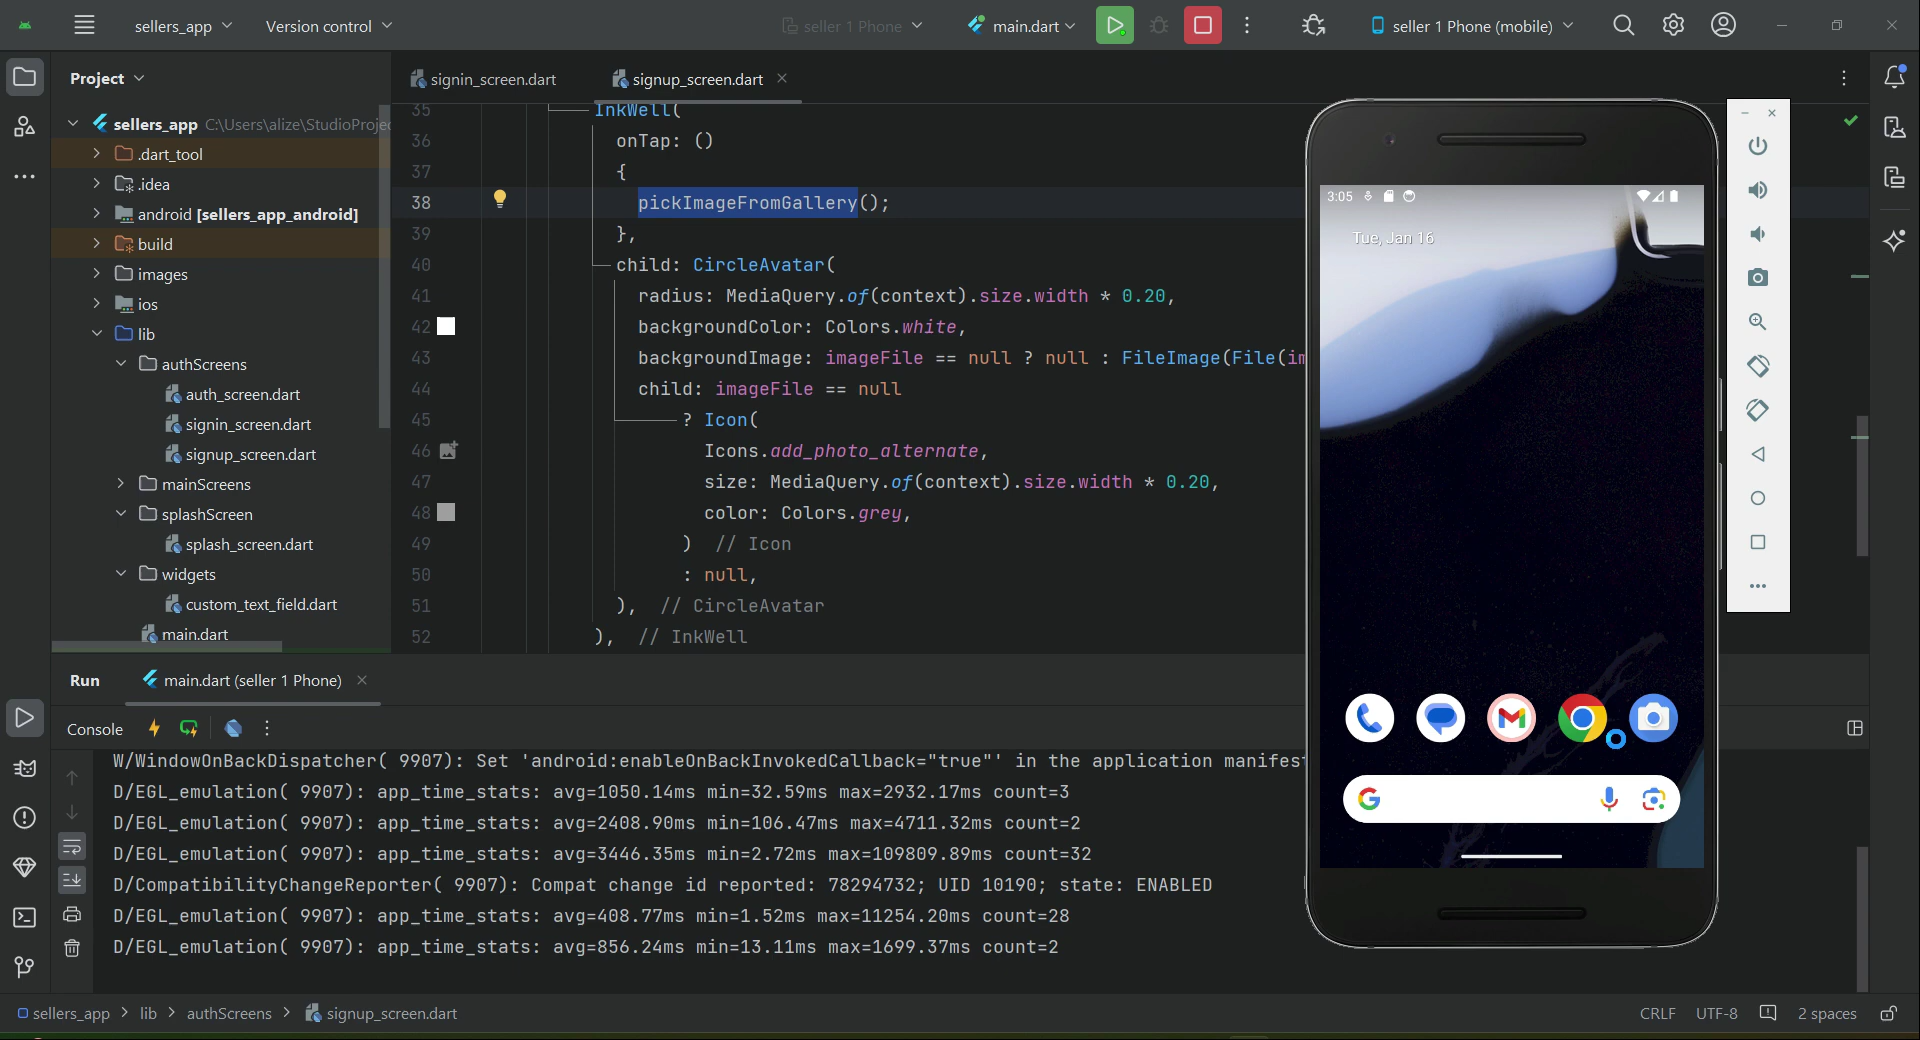 sellers_app
Version control
seller 1 Phone
main.dart
seller 1 Phone (mobile)
Project
signin_screen.dart
signup_screen.dart
sellers_app C:\Users\alize\StudioProje
.dart_tool
.idea
android [sellers_app_android]
build
images
ios
lib
authScreens
auth_screen.dart
signin_screen.dart
signup_screen.dart
mainScreens
splashScreen
splash_screen.dart
widgets
custom_text_field.dart
main.dart
35 InkWell(
36 onTap: ()
37 {
38 pickImageFromGallery();
39 },
40 child: CircleAvatar(
41 radius: MediaQuery.of(context).size.width * 0.20,
42 backgroundColor: Colors.white,
43 backgroundImage: imageFile == null ? null : FileImage(File(im
44 child: imageFile == null
45 ? Icon(
46 Icons.add_photo_alternate,
47 size: MediaQuery.of(context).size.width * 0.20,
48 color: Colors.grey,
49 ) // Icon
50 : null,
51 ), // CircleAvatar
52 ), // InkWell
3:05
Tue, Jan 16
Run
main.dart (seller 1 Phone)
Console
W/WindowOnBackDispatcher( 9907): Set 'android:enableOnBackInvokedCallback="true"' in the application manifest
D/EGL_emulation( 9907): app_time_stats: avg=1050.14ms min=32.59ms max=2932.17ms count=3
D/EGL_emulation( 9907): app_time_stats: avg=2408.90ms min=106.47ms max=4711.32ms count=2
D/EGL_emulation( 9907): app_time_stats: avg=3446.35ms min=2.72ms max=109809.89ms count=32
D/CompatibilityChangeReporter( 9907): Compat change id reported: 78294732; UID 10190; state: ENABLED
D/EGL_emulation( 9907): app_time_stats: avg=408.77ms min=1.52ms max=11254.20ms count=28
D/EGL_emulation( 9907): app_time_stats: avg=856.24ms min=13.11ms max=1699.37ms count=2
sellers_app > lib > authScreens > signup_screen.dart
CRLF
UTF-8
2 spaces